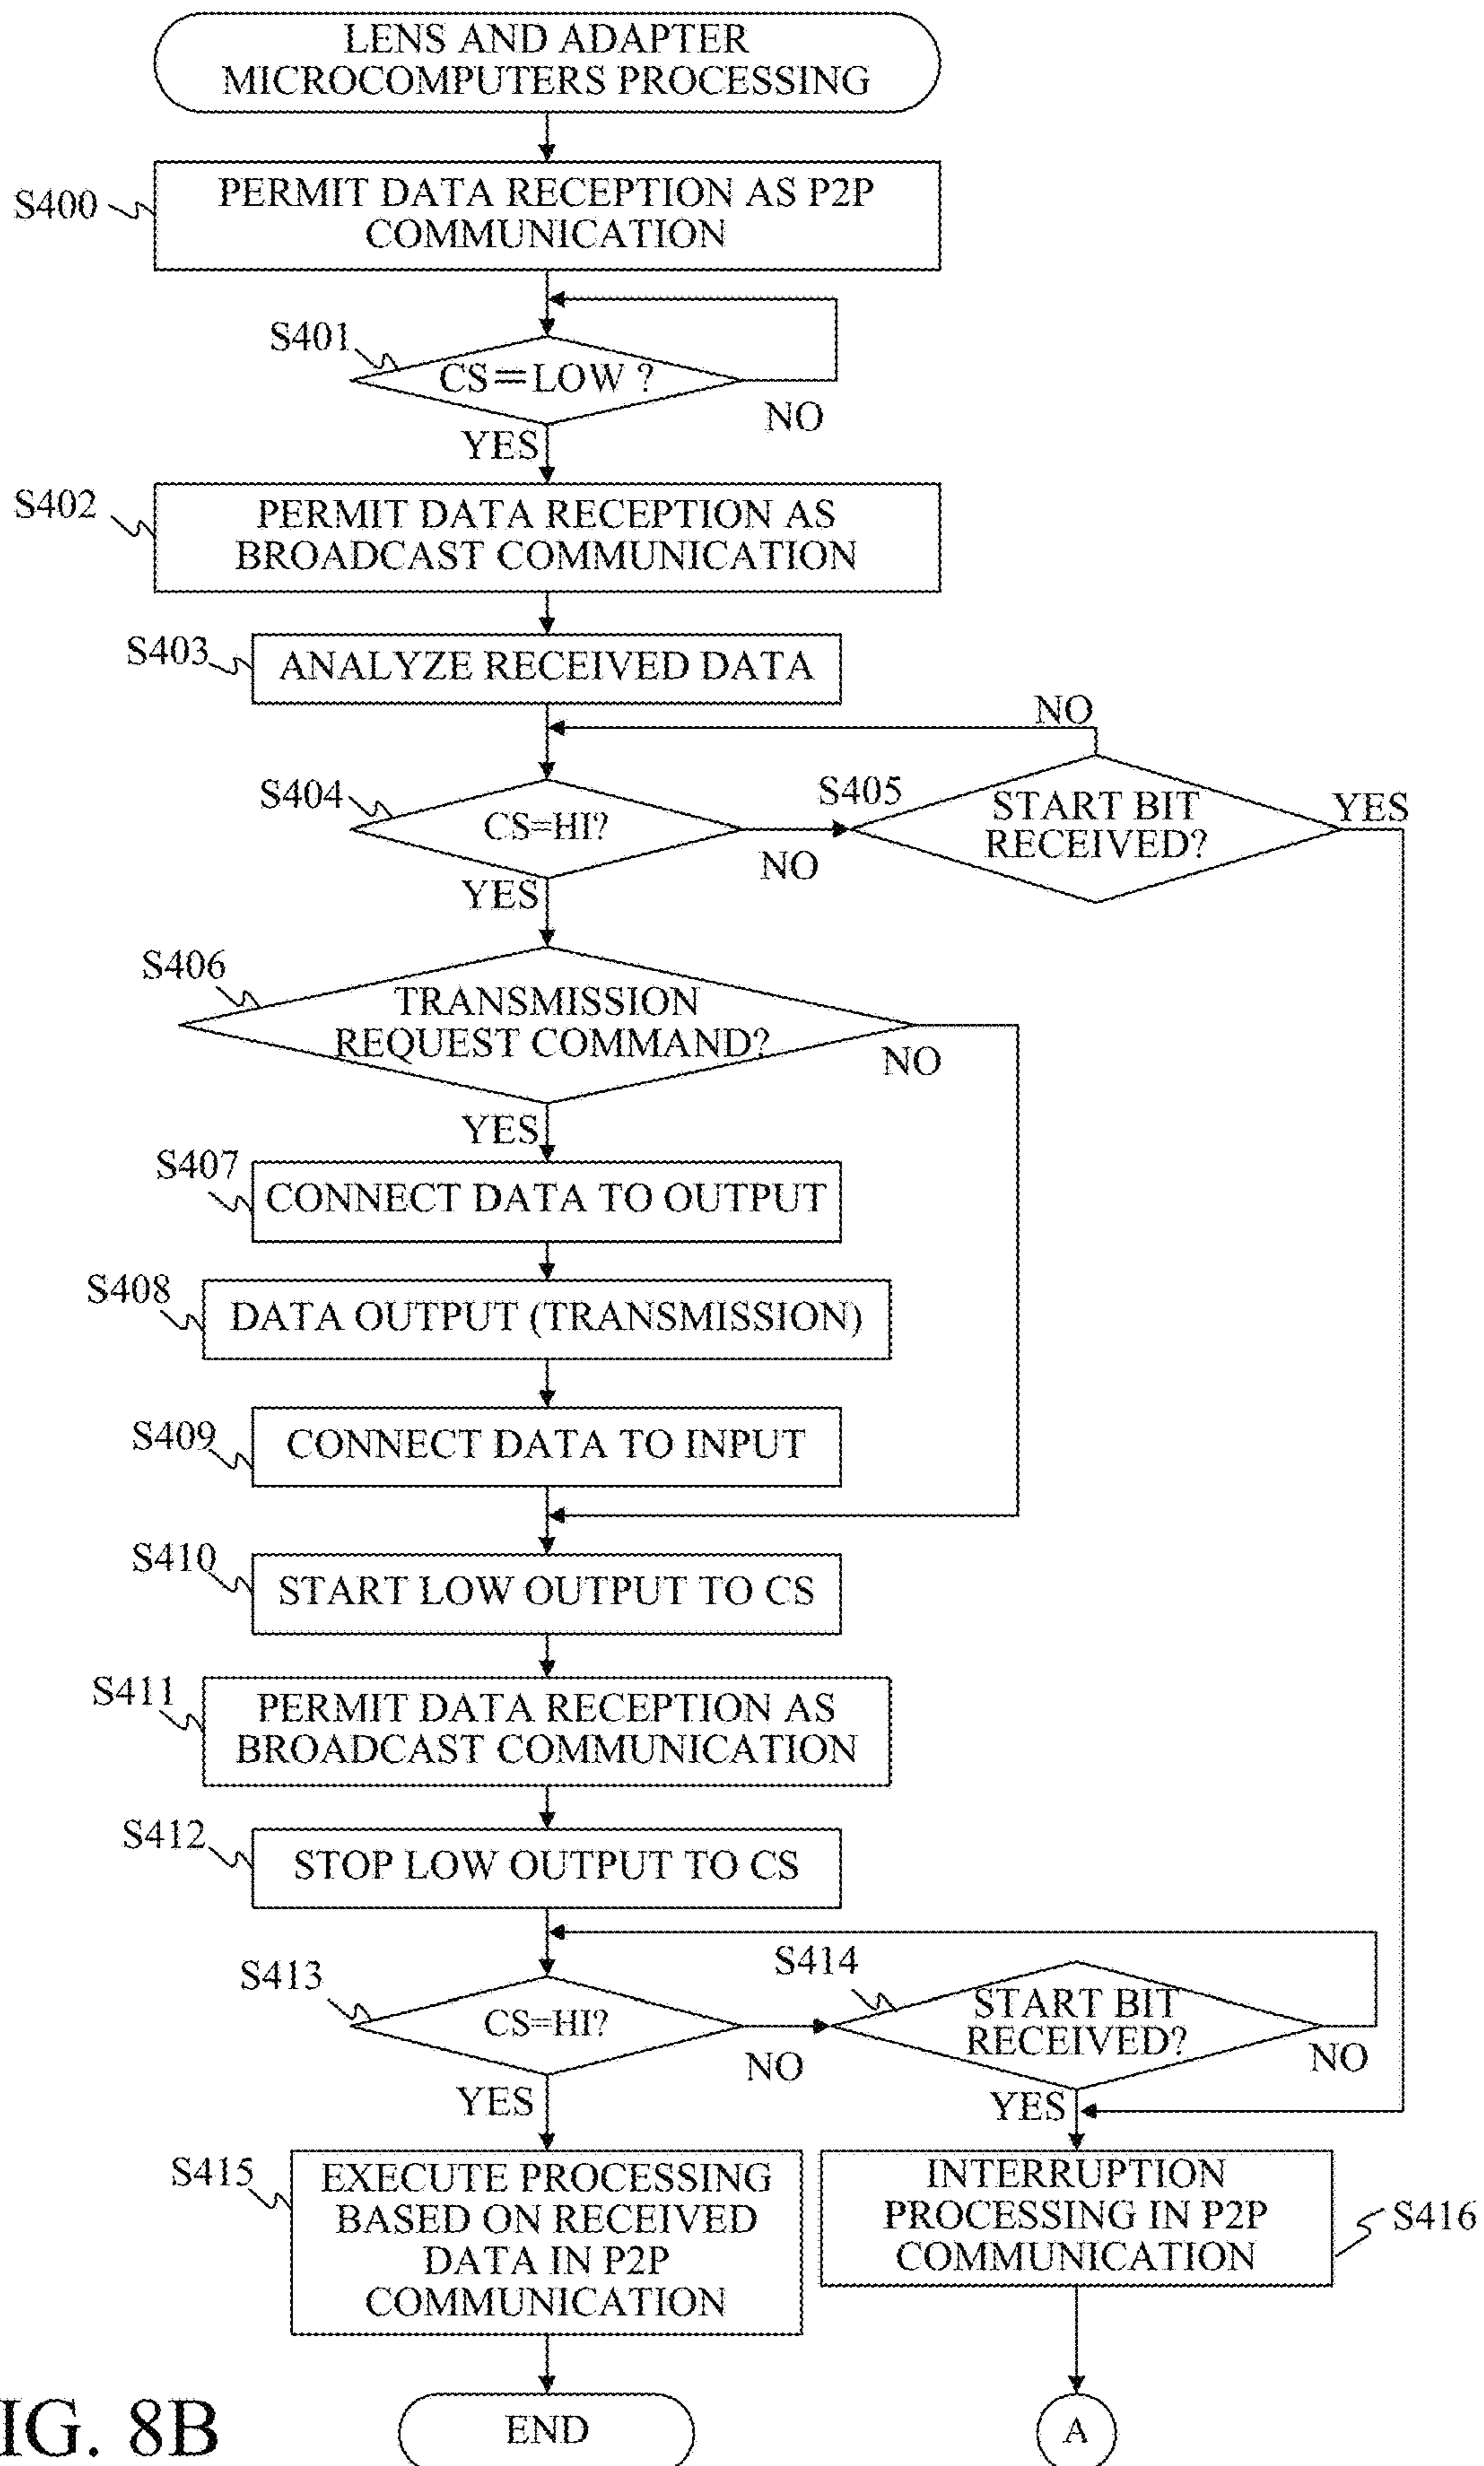 LENS AND ADAPTER
MICROCOMPUTERS PROCESSING
S400
PERMIT DATA RECEPTION AS P2P
COMMUNICATION
S401
CS=LOW ?
NO
YES
S402
PERMIT DATA RECEPTION AS
BROADCAST COMMUNICATION
S403
ANALYZE RECEIVED DATA
NO
S404
CS=HI?
NO
YES
S405
START BIT
RECEIVED?
YES
S406
TRANSMISSION
REQUEST COMMAND?
NO
YES
S407
CONNECT DATA TO OUTPUT
S408
DATA OUTPUT (TRANSMISSION)
S409
CONNECT DATA TO INPUT
S410
START LOW OUTPUT TO CS
S411
PERMIT DATA RECEPTION AS
BROADCAST COMMUNICATION
S412
STOP LOW OUTPUT TO CS
S413
CS=HI?
NO
YES
S414
START BIT
RECEIVED?
NO
YES
S415
EXECUTE PROCESSING
BASED ON RECEIVED
DATA IN P2P
COMMUNICATION
INTERRUPTION
PROCESSING IN P2P
COMMUNICATION
S416
END
A
IG. 8B